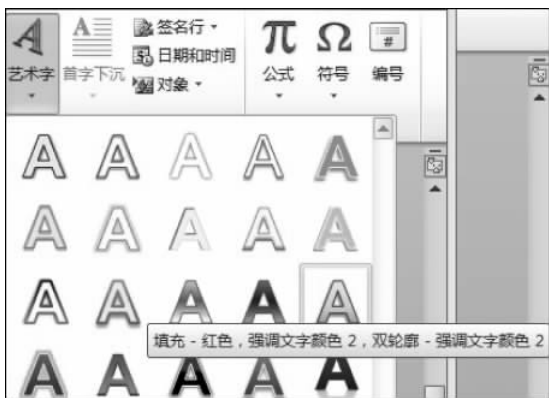 签名行
日期和时间
对象
艺术字
首字下沉
公式
符号
编号
A A A A A
A A A A A
A A A A A
填充 - 红色，强调文字颜色 2，双轮廓 - 强调文字颜色 2
A A A A A